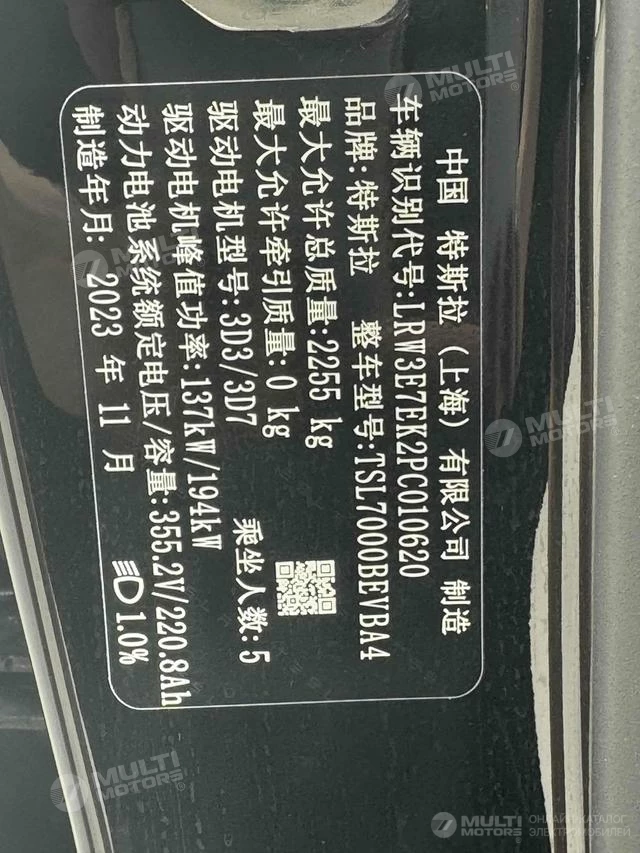 中国 特斯拉（上海）有限公司 制造
车辆识别代号:LRW3E7EK2PC010620
品牌:特斯拉 整车型号:TSL7000BEVBA4
最大允许总质量:2255 kg
最大允许牵引质量:0 kg 乘坐人数:5
驱动电机型号:3D3/3D7
驱动电机峰值功率:137kW/194kW
动力电池系统额定电压/容量:355.2V/220.8Ah
制造年月: 2023 年 11 月 1.0%
MULTI
MOTORS®
MULTI
MOTORS®
MULTI
MOTORS®
MULTI
MOTORS®
MULTI
MOTORS
ОНЛАЙН-КАТАЛОГ
ЭЛЕКТРОМОБИЛЕЙ